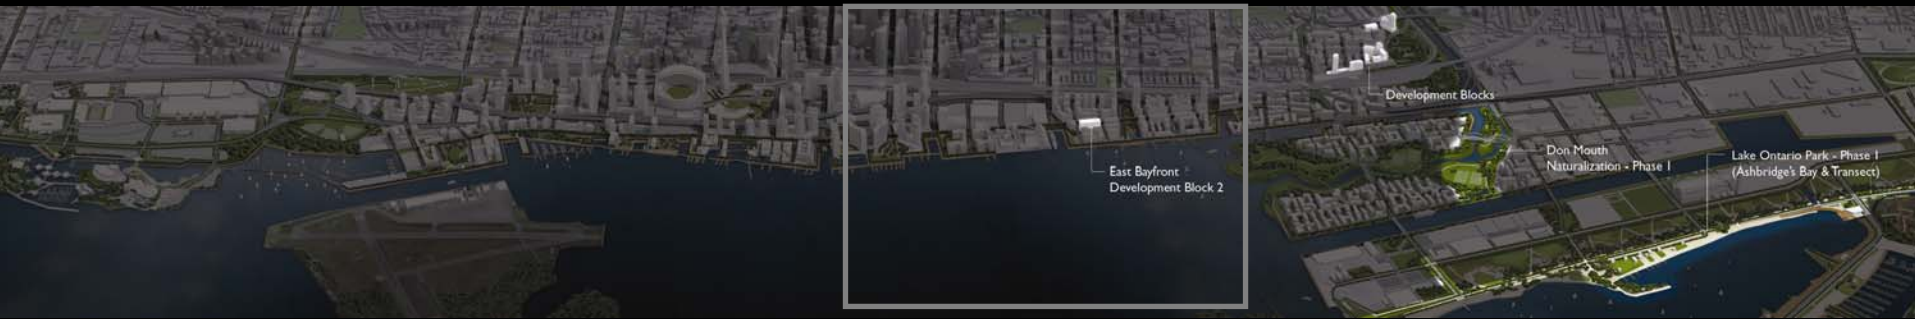 Development Blocks
East Bayfront
Development Block 2
Don Mouth
Naturalization - Phase 1
Lake Ontario Park - Phase 1
(Ashbridge's Bay & Transect)